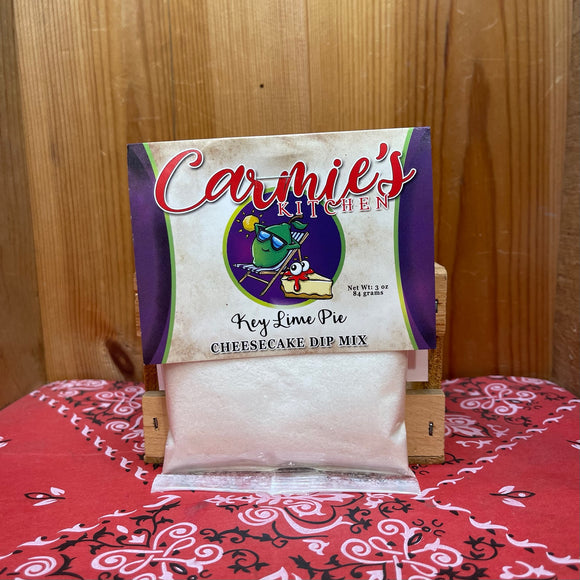 Carmie's
KITCHEN
Net Wt: 3 oz
84 grams
Key Lime Pie
CHEESECAKE DIP MIX